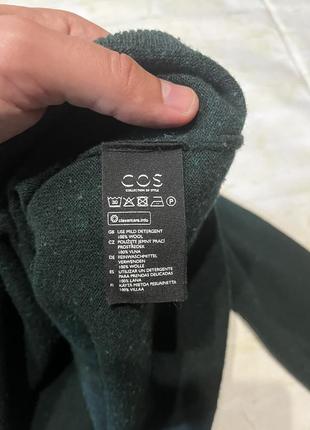 COS
COLLECTION OF STYLE
30 P
clevercare.info
GB USE MILD DETERGENT
100% WOOL
CZ POUŽIJTE JEMNÝ PRACÍ
PROSTŘEDEK
100% VLNA
DE FEINWASCHMITTEL
VERWENDEN
100% WOLLE
ES UTILIZAR UN DETERGENTE
PARA PRENDAS DELICADAS
100% LANA
FI KÄYTÄ MIETOA PESUAINETTA
100% VILLAA